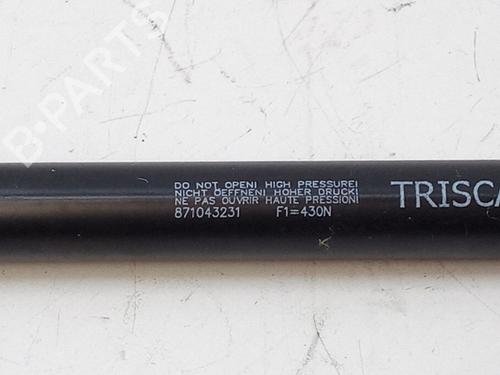 B-PARTS
DO NOT OPEN! HIGH PRESSURE!
NICHT OEFFNEN! HOHER DRUCK!
NE PAS OUVRIR HAUTE PRESSION!
871043231 F1=430N
TRISCA